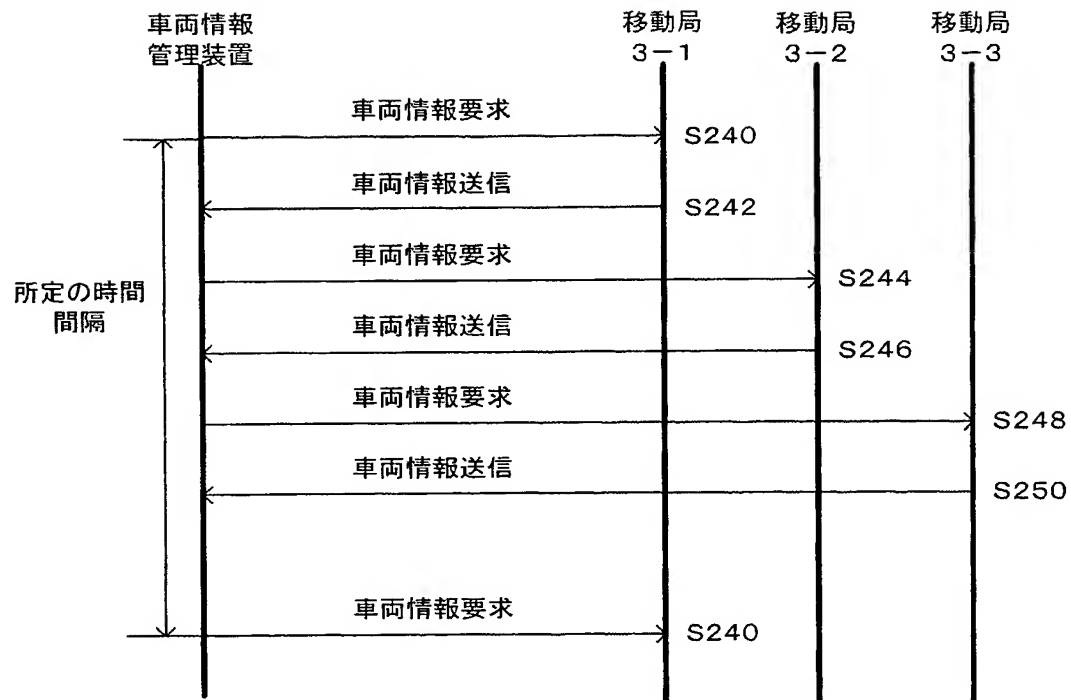 車両情報
管理装置
移動局
3-1
移動局
3-2
移動局
3-3
車両情報要求
S240
車両情報送信
S242
車両情報要求
S244
所定の時間
間隔
車両情報送信
S246
車両情報要求
S248
車両情報送信
S250
車両情報要求
S240